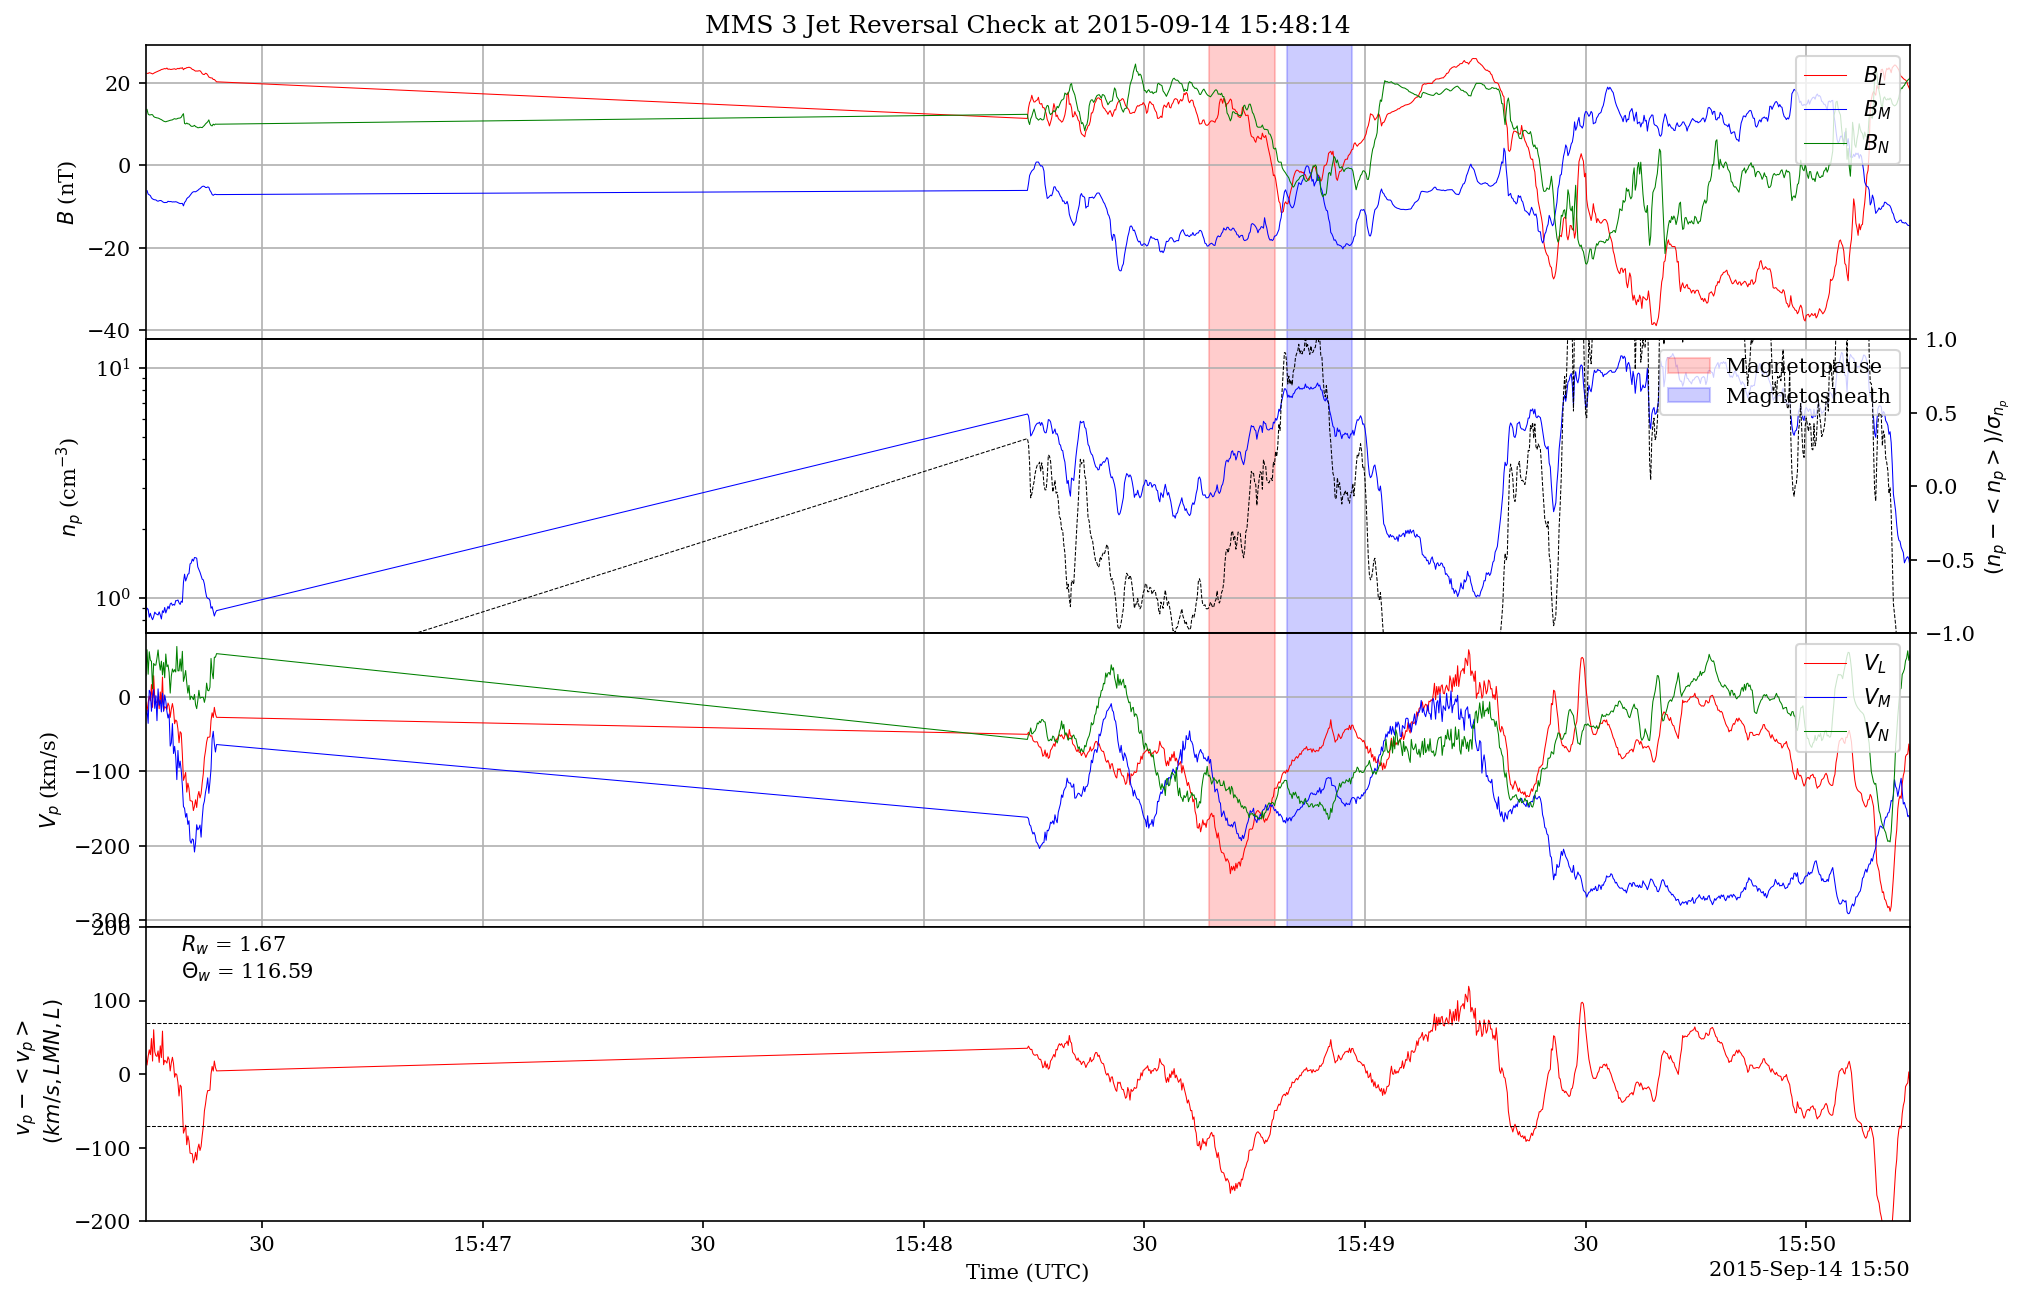 MMS 3 Jet Reversal Check at 2015-09-14 15:48:14
20
0
−20
−40
B (nT)
B_L
B_M
B_N
10^1
10^0
n_p (cm^{-3})
1.0
0.5
0.0
−0.5
−1.0
(n_p − < n_p >)/σ_{n_p}
Magnetopause
Magnetosheath
0
−100
−200
−300
V_p (km/s)
V_L
V_M
V_N
200
100
0
−100
−200
v_p − < v_p >
(km/s, LMN, L)
R_w = 1.67
Θ_w = 116.59
30 15:47 30 15:48 30 15:49 30 15:50
Time (UTC)
2015-Sep-14 15:50